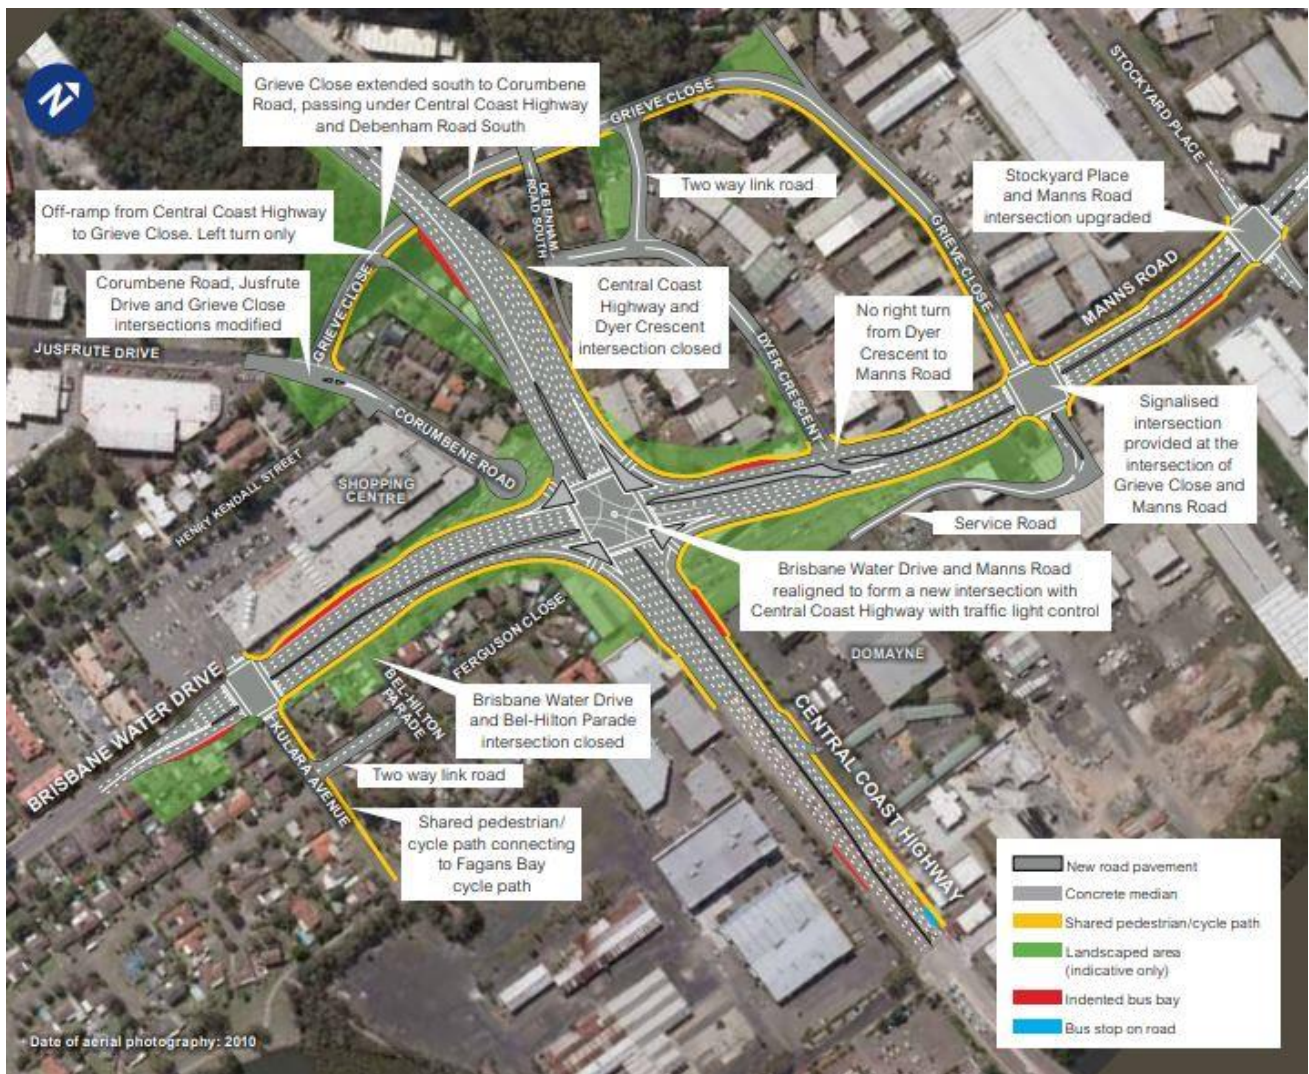 N
Grieve Close extended south to Corumbene
Road, passing under Central Coast Highway
and Debenham Road South
GRIEVE CLOSE
STOCKYARD PLACE
Two way link road
Stockyard Place
and Manns Road
intersection upgraded
Off-ramp from Central Coast Highway
to Grieve Close. Left turn only
DEBENHAM
ROAD SOUTH
GRIEVE CLOSE
MANNS ROAD
Corumbene Road, Jusfrute
Drive and Grieve Close
intersections modified
GRIEVE CLOSE
Central Coast
Highway and
Dyer Crescent
intersection closed
No right turn
from Dyer
Crescent to
Manns Road
JUSFRUTE DRIVE
DYER CRESCENT
Signalised
intersection
provided at the
intersection of
Grieve Close and
Manns Road
CORUMBENE ROAD
HENRY KENDALL STREET
SHOPPING
CENTRE
Service Road
Brisbane Water Drive and Manns Road
realigned to form a new intersection with
Central Coast Highway with traffic light control
FERGUSON CLOSE
DOMAYNE
BRISBANE WATER DRIVE
BEL-HILTON
PARADE
Brisbane Water Drive
and Bel-Hilton Parade
intersection closed
CENTRAL COAST HIGHWAY
KULARA AVENUE
Two way link road
Shared pedestrian/
cycle path connecting
to Fagans Bay
cycle path
New road pavement
Concrete median
Shared pedestrian/cycle path
Landscaped area
(indicative only)
Indented bus bay
Bus stop on road
Date of aerial photography: 2010